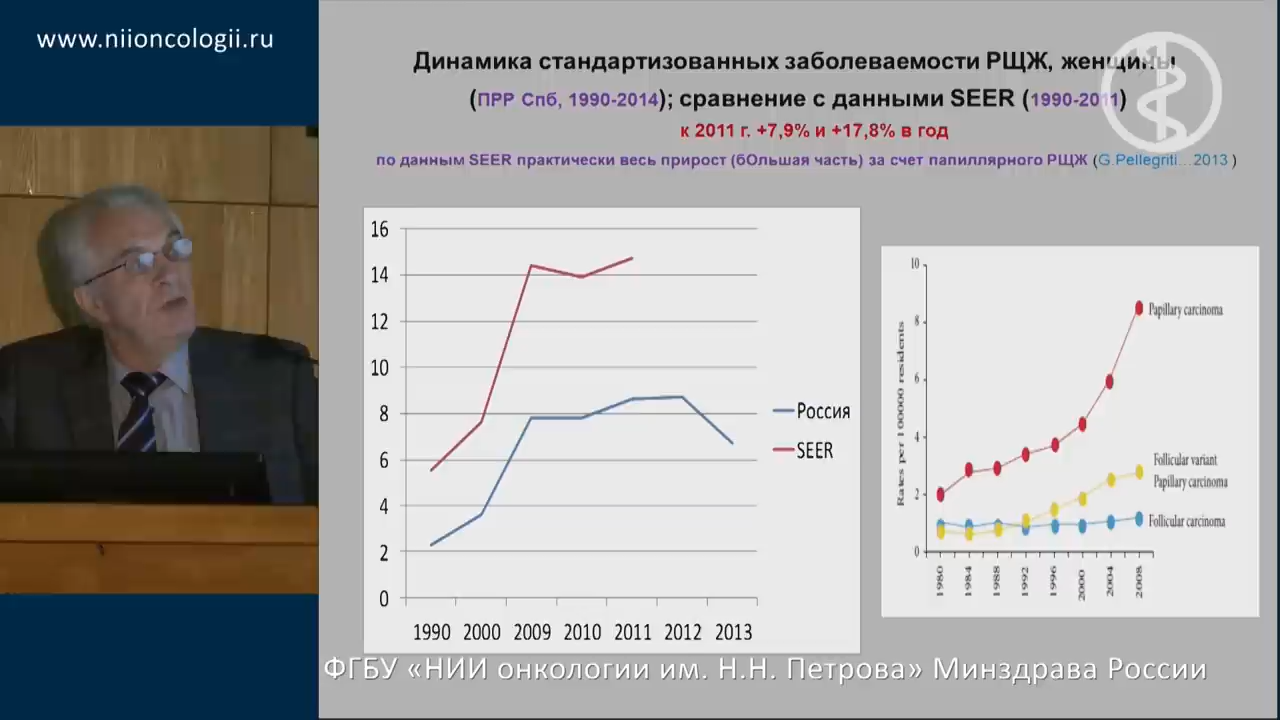 www.niioncologii.ru
Динамика стандартизованных заболеваемости РЩЖ, женщины
(ПРР Спб, 1990-2014); сравнение с данными SEER (1990-2011)
к 2011 г. +7,9% и +17,8% в год
по данным SEER практически весь прирост (бОльшая часть) за счет папиллярного РЩЖ (G.Pellegriti...2013 )
16
14
12
10
8
6
4
2
0
1990 2000 2009 2010 2011 2012 2013
Россия
SEER
Rates per 100000 residents
10
8
6
4
2
0
1980 1984 1988 1992 1996 2000 2004 2008
Papillary carcinoma
Follicular variant
Papillary carcinoma
Follicular carcinoma
ФГБУ «НИИ онкологии им. Н.Н. Петрова» Минздрава России